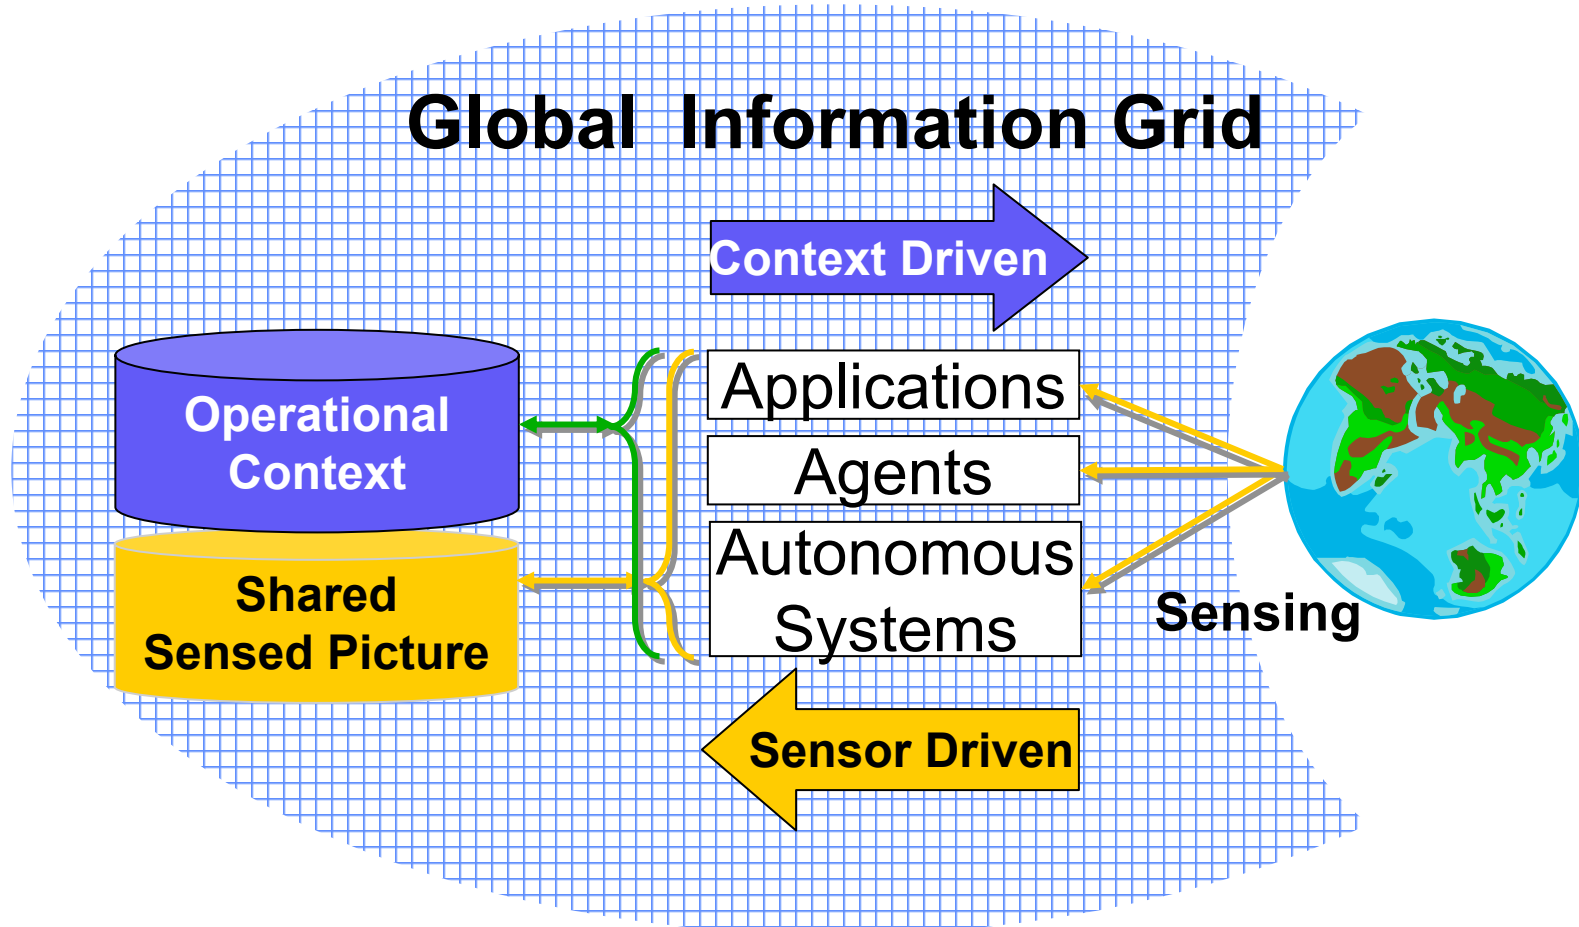 Global Information Grid
Context Driven
Operational
Context
Shared
Sensed Picture
Applications
Agents
Autonomous
Systems
Sensing
Sensor Driven